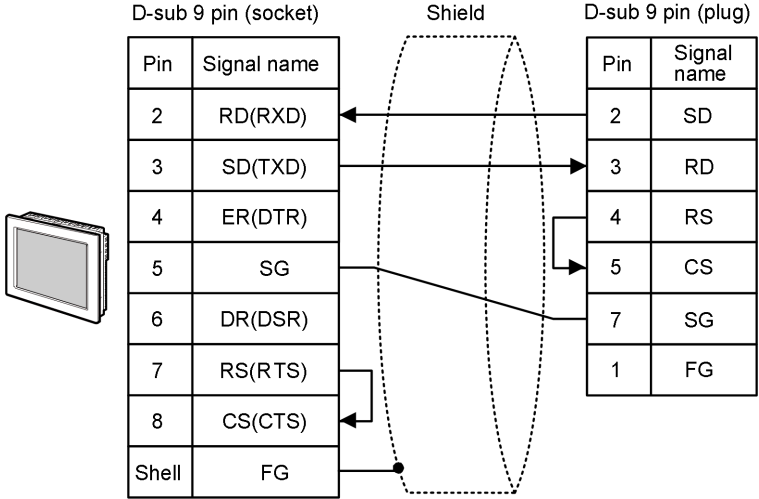 D-sub 9 pin (socket)
Shield
D-sub 9 pin (plug)
Pin Signal name
2 RD(RXD)
3 SD(TXD)
4 ER(DTR)
5 SG
6 DR(DSR)
7 RS(RTS)
8 CS(CTS)
Shell FG
Pin Signal
name
2 SD
3 RD
4 RS
5 CS
7 SG
1 FG